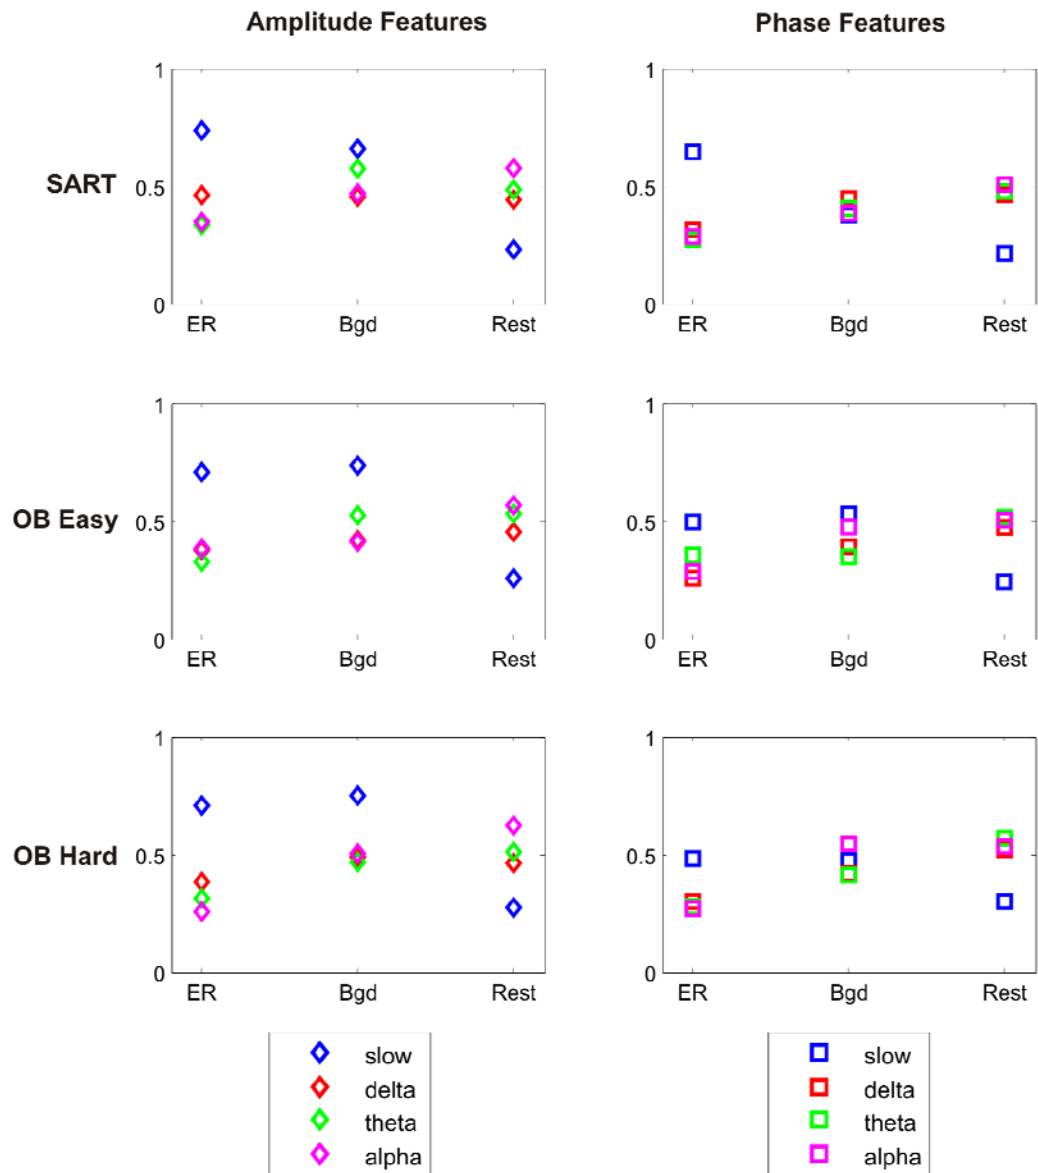 Amplitude Features Phase Features
SART
1
0.5
0
ER Bgd Rest
1
0.5
0
ER Bgd Rest
OB Easy
1
0.5
0
ER Bgd Rest
1
0.5
0
ER Bgd Rest
OB Hard
1
0.5
0
ER Bgd Rest
1
0.5
0
ER Bgd Rest
slow
delta
theta
alpha
slow
delta
theta
alpha